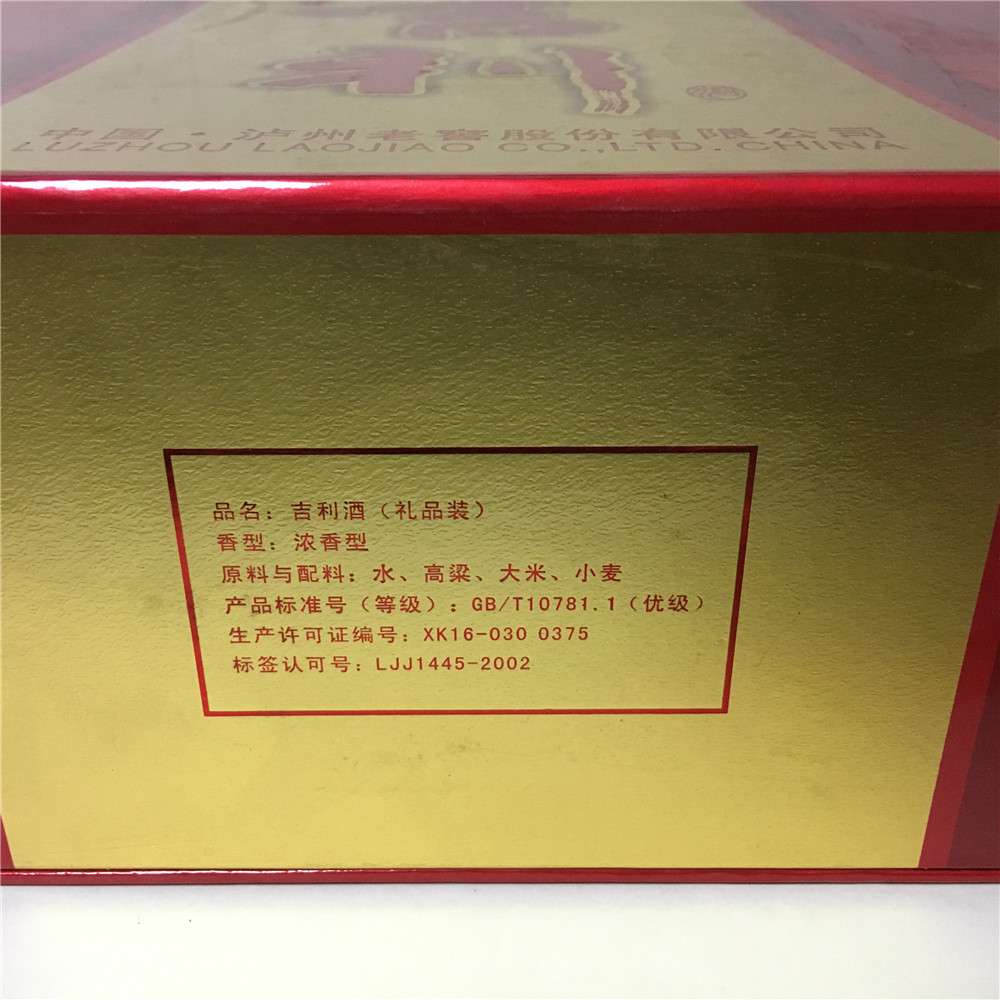 中国·泸州老窖股份有限公司
LUZHOU LAOJIAO CO.,LTD. CHINA
品名：吉利酒（礼品装）
香型：浓香型
原料与配料：水、高粱、大米、小麦
产品标准号（等级）：GB/T10781.1（优级）
生产许可证编号：XK16-030 0375
标签认可号：LJJ1445-2002